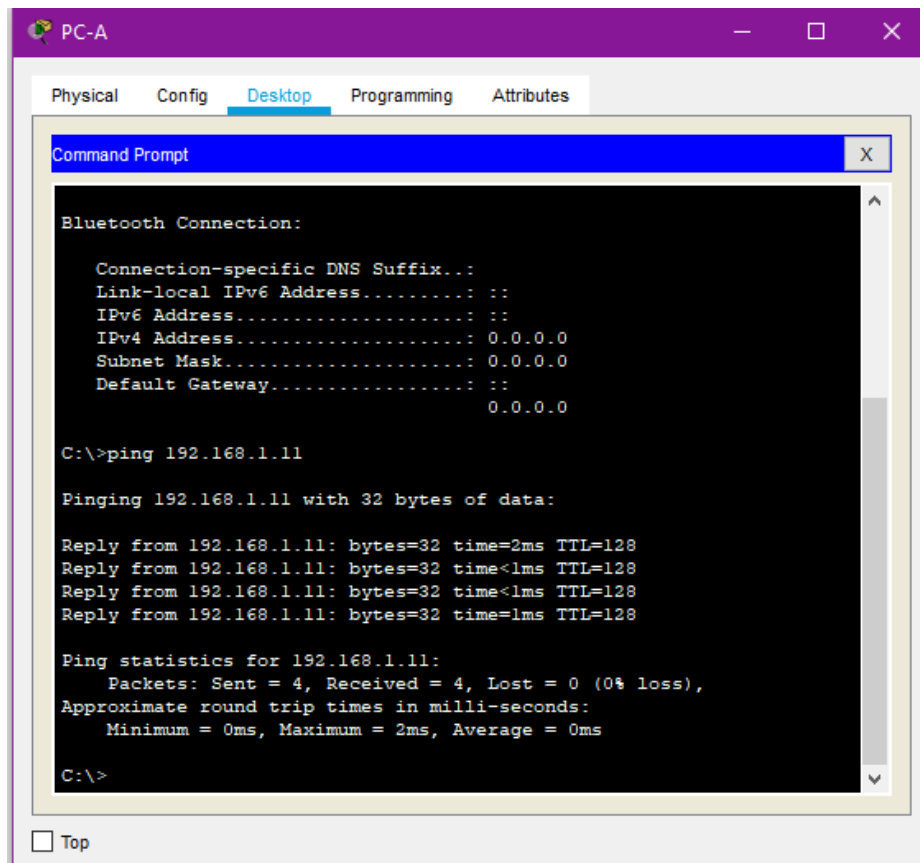 PC-A
Physical Config Desktop Programming Attributes
Command Prompt X
Bluetooth Connection:
Connection-specific DNS Suffix..:
Link-local IPv6 Address.........: ::
IPv6 Address....................: ::
IPv4 Address....................: 0.0.0.0
Subnet Mask.....................: 0.0.0.0
Default Gateway.................: ::
0.0.0.0
C:\>ping 192.168.1.11
Pinging 192.168.1.11 with 32 bytes of data:
Reply from 192.168.1.11: bytes=32 time=2ms TTL=128
Reply from 192.168.1.11: bytes=32 time<1ms TTL=128
Reply from 192.168.1.11: bytes=32 time<1ms TTL=128
Reply from 192.168.1.11: bytes=32 time=1ms TTL=128
Ping statistics for 192.168.1.11:
Packets: Sent = 4, Received = 4, Lost = 0 (0% loss),
Approximate round trip times in milli-seconds:
Minimum = 0ms, Maximum = 2ms, Average = 0ms
C:\>
Top